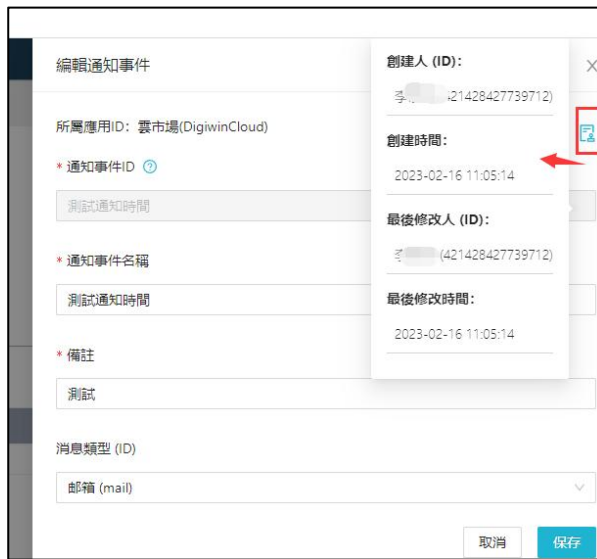 編輯通知事件
所屬應用ID：雲市場(DigiwinCloud)
* 通知事件ID
測試通知時間
* 通知事件名稱
測試通知時間
* 備註
測試
消息類型 (ID)
邮箱 (mail)
取消
保存
創建人 (ID)：
421428427739712)
創建時間：
2023-02-16 11:05:14
最後修改人 (ID)：
(421428427739712)
最後修改時間：
2023-02-16 11:05:14